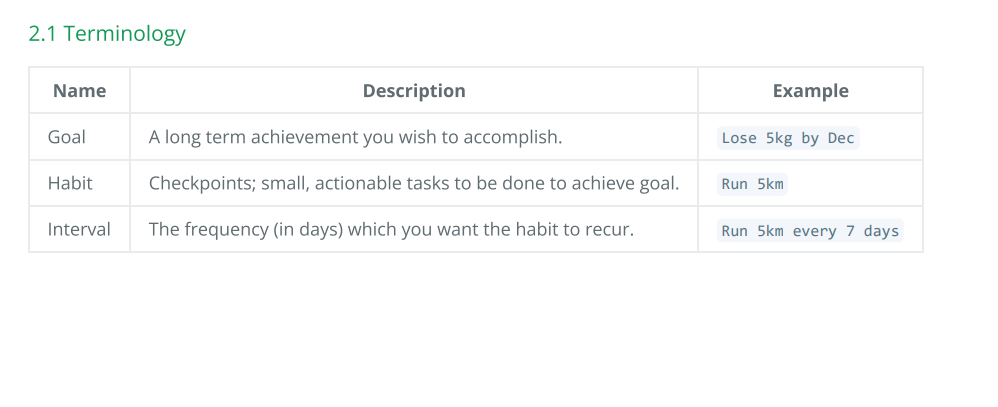 2.1 Terminology
Name Description Example
Goal A long term achievement you wish to accomplish. Lose 5kg by Dec
Habit Checkpoints; small, actionable tasks to be done to achieve goal. Run 5km
Interval The frequency (in days) which you want the habit to recur. Run 5km every 7 days